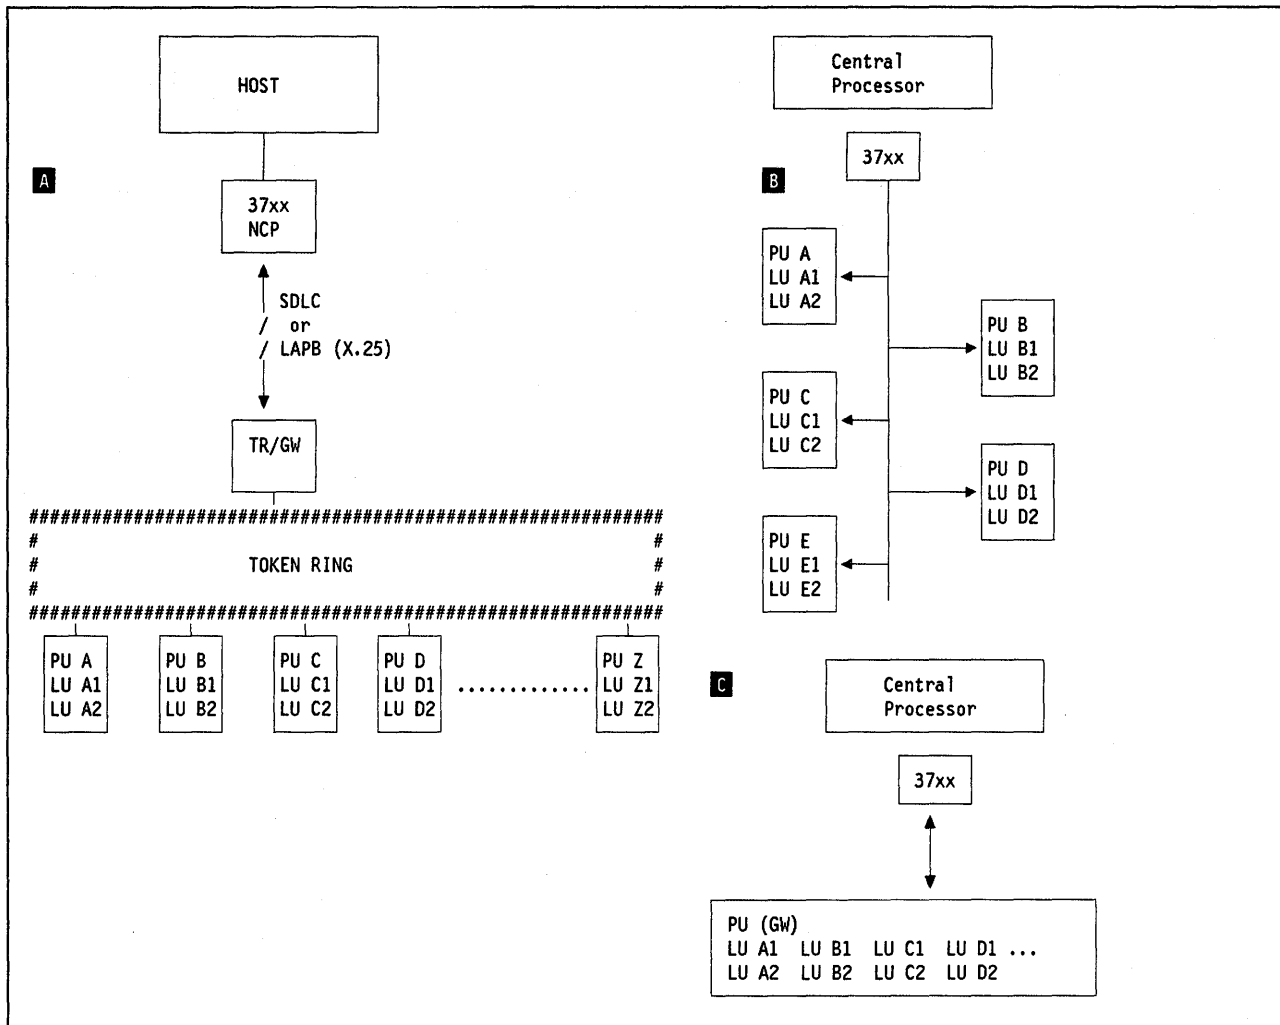 HOST
A
37xx
NCP
SDLC
/ or
/ LAPB (X.25)
TR/GW
###########################################################
# #
# TOKEN RING #
# #
###########################################################
PU A
LU A1
LU A2
PU B
LU B1
LU B2
PU C
LU C1
LU C2
PU D
LU D1
LU D2
.............
PU Z
LU Z1
LU Z2
Central
Processor
37xx
B
PU A
LU A1
LU A2
PU B
LU B1
LU B2
PU C
LU C1
LU C2
PU D
LU D1
LU D2
PU E
LU E1
LU E2
C
Central
Processor
37xx
PU (GW)
LU A1 LU B1 LU C1 LU D1 ...
LU A2 LU B2 LU C2 LU D2